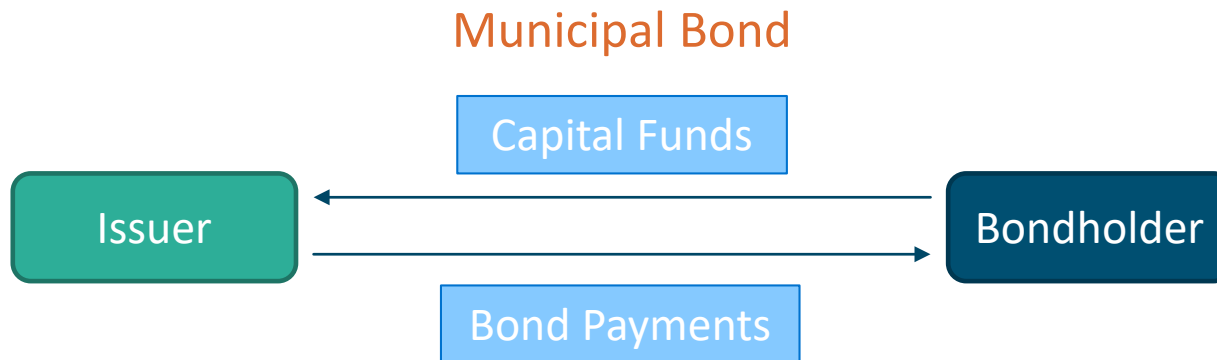 Municipal Bond
Capital Funds
Issuer
Bondholder
Bond Payments